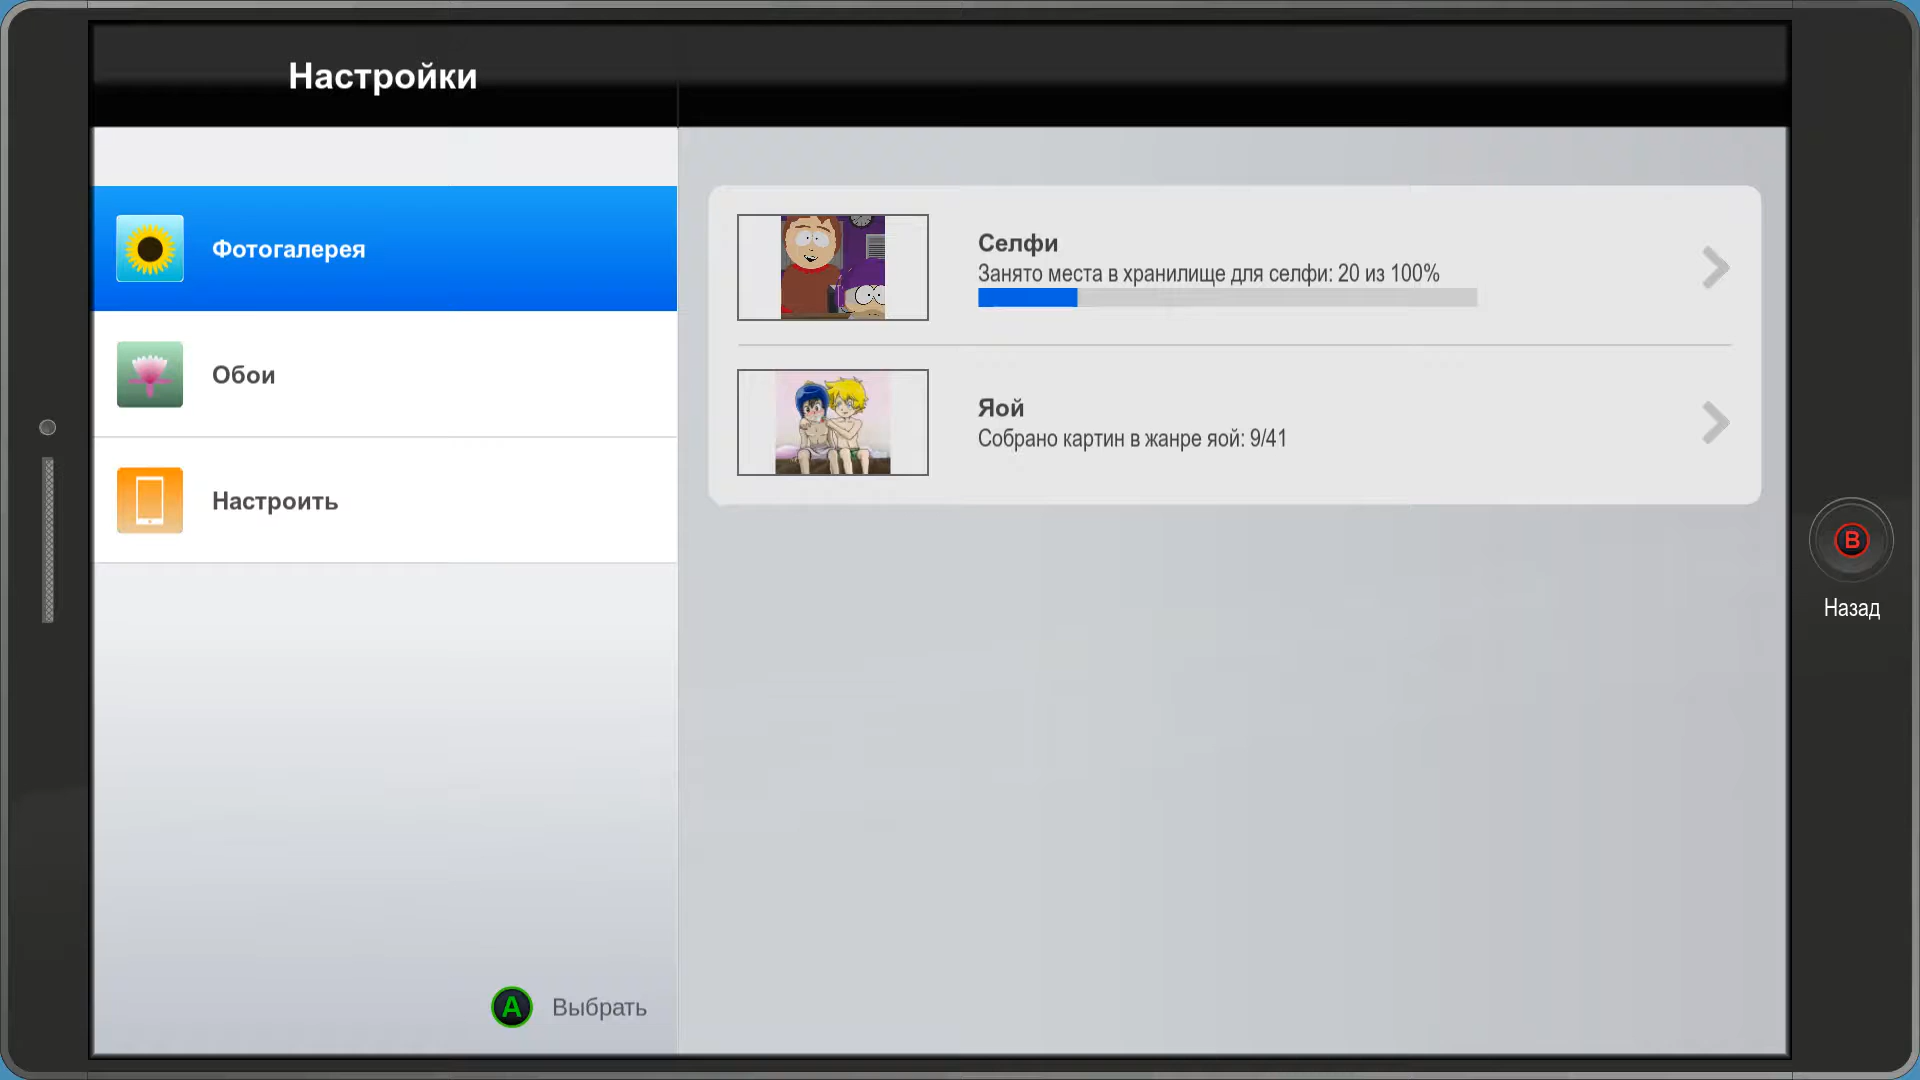 Настройки
Фотогалерея
Обои
Настроить
A Выбрать
Селфи
Занято места в хранилище для селфи: 20 из 100%
Яой
Собрано картин в жанре яой: 9/41
B
Назад